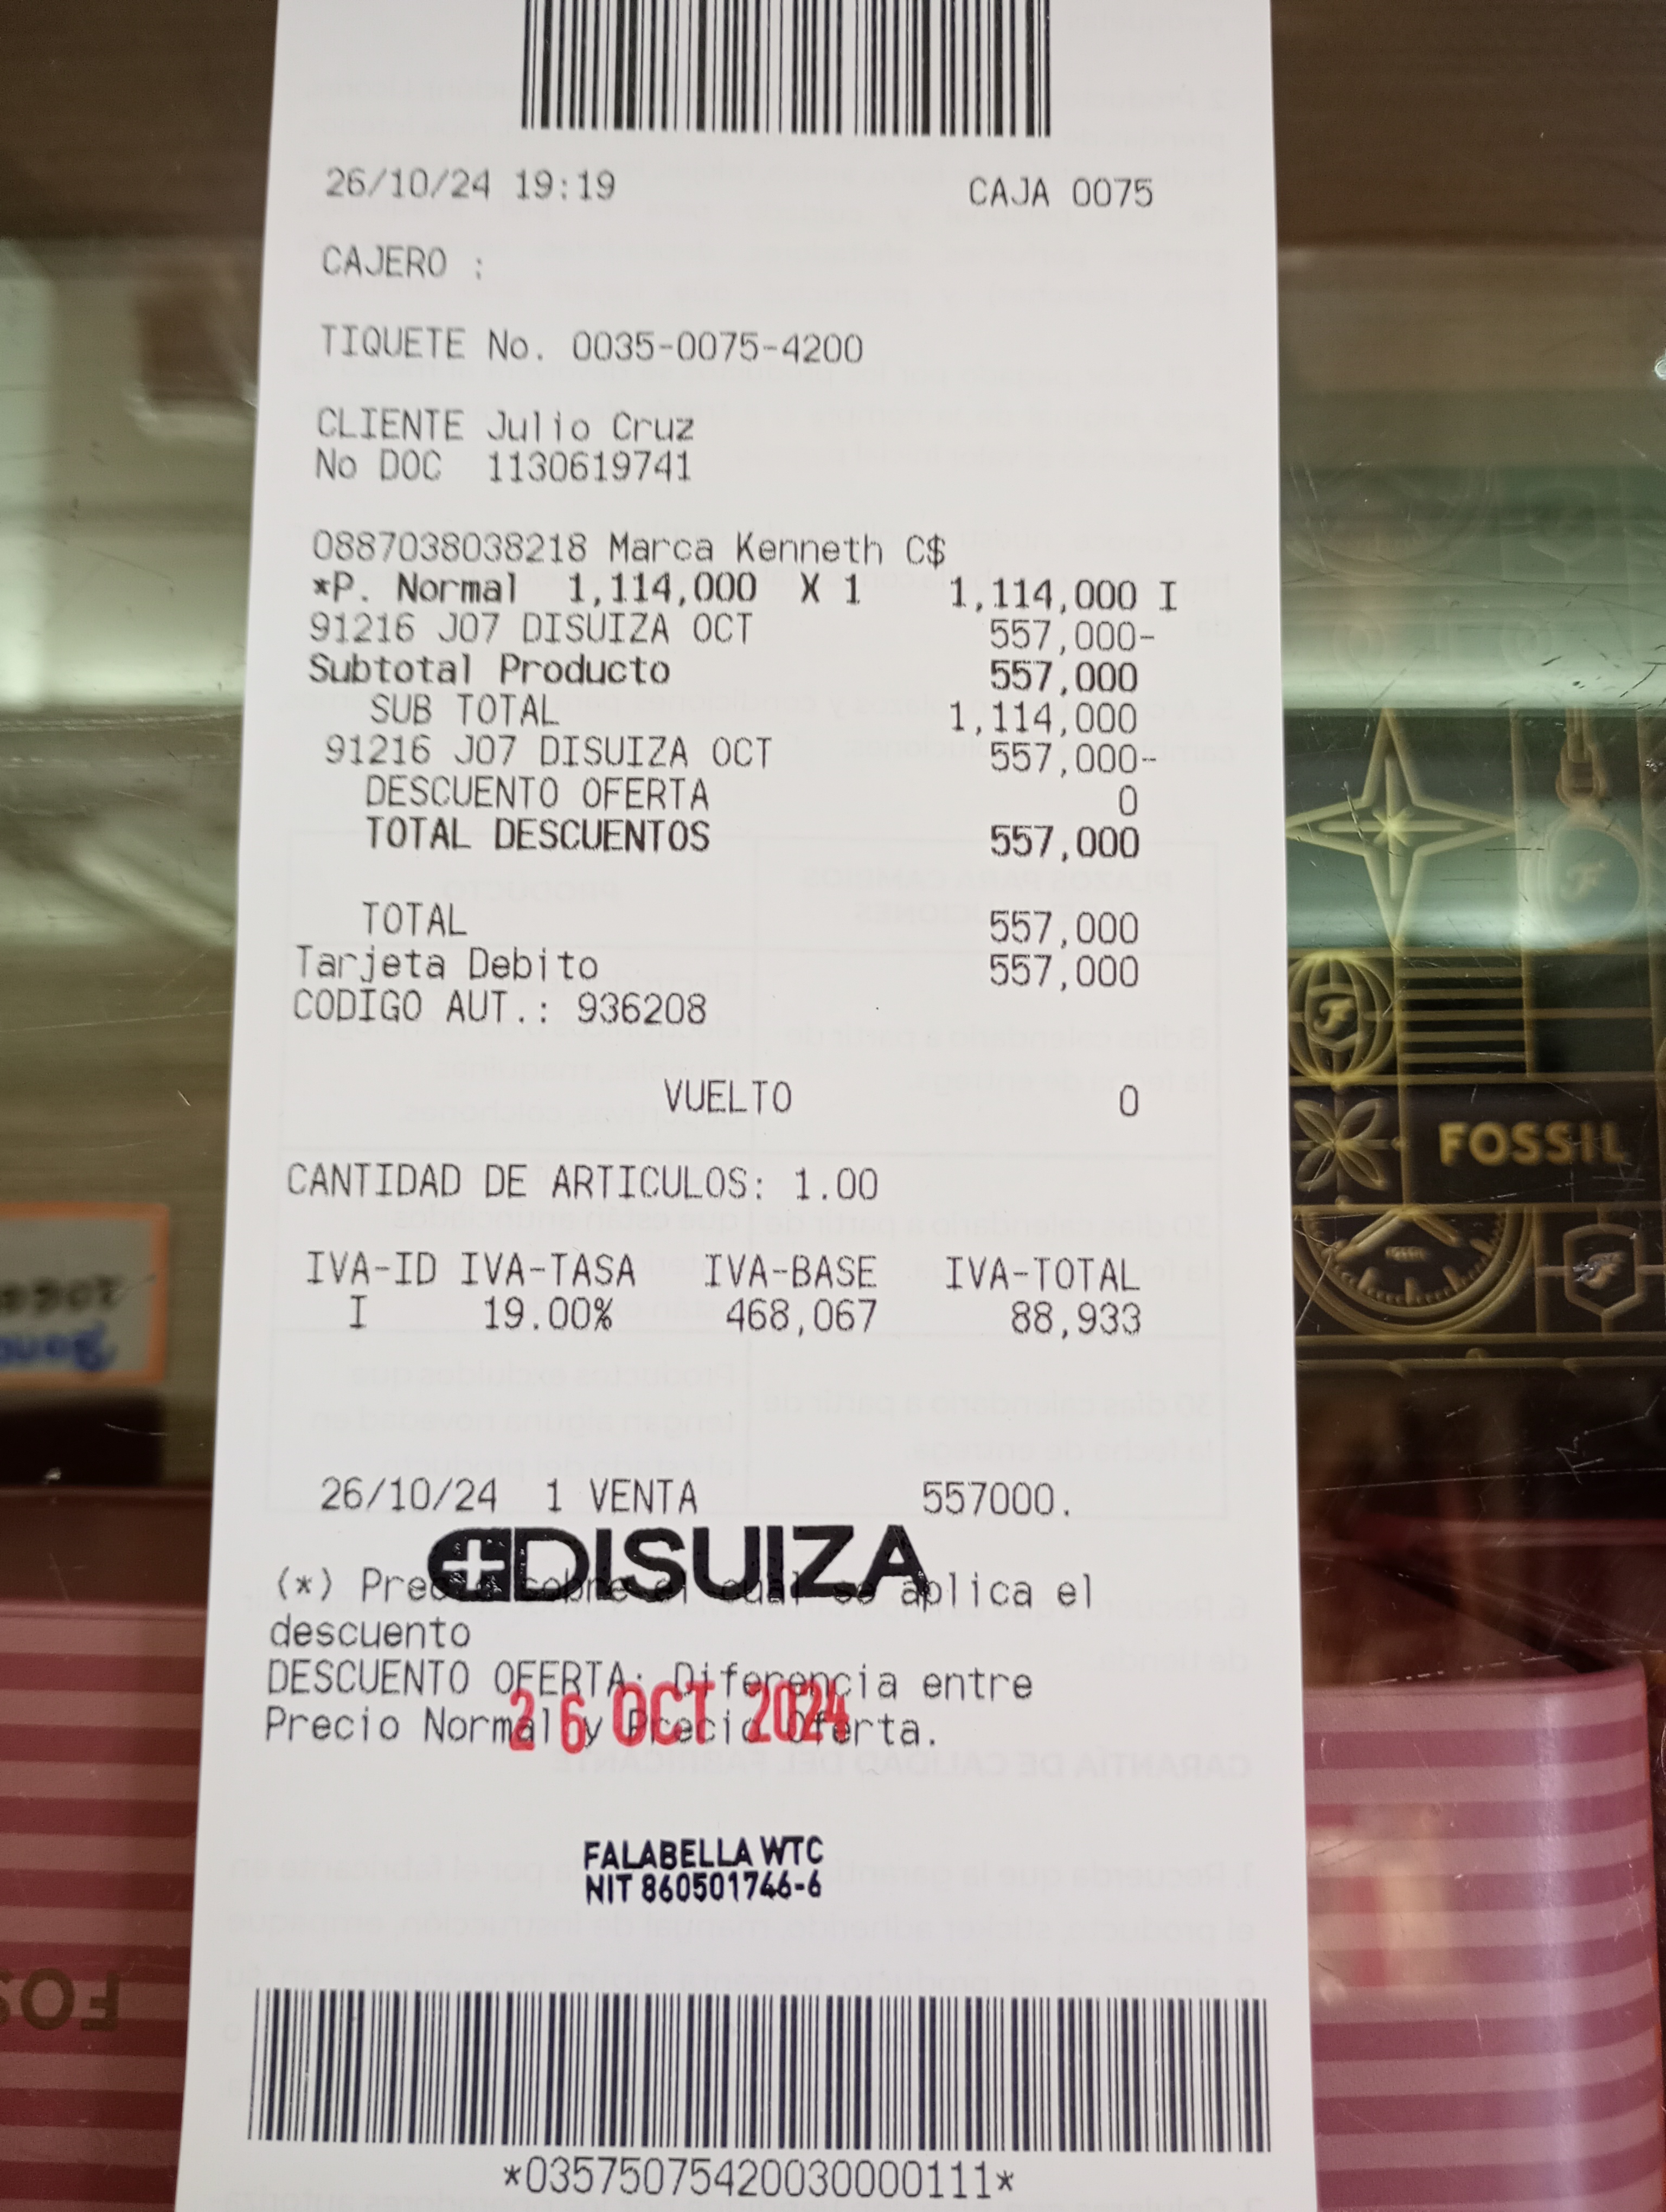 26/10/24 19:19 CAJA 0075
CAJERO :
TIQUETE No. 0035-0075-4200
CLIENTE Julio Cruz
No DOC 1130619741
0887038038218 Marca Kenneth C$
*P. Normal 1,114,000 X 1 1,114,000 I
91216 J07 DISUIZA OCT 557,000-
Subtotal Producto 557,000
SUB TOTAL 1,114,000
91216 J07 DISUIZA OCT 557,000-
DESCUENTO OFERTA 0
TOTAL DESCUENTOS 557,000
TOTAL 557,000
Tarjeta Debito 557,000
CODIGO AUT.: 936208
VUELTO 0
CANTIDAD DE ARTICULOS: 1.00
IVA-ID IVA-TASA IVA-BASE IVA-TOTAL
I 19.00% 468,067 88,933
26/10/24 1 VENTA 557000.
DISUIZA
(*) Precio sobre el cual se aplica el
descuento
DESCUENTO OFERTA: Diferencia entre
Precio Normal y Precio Oferta.
26 OCT 2024
FALABELLA WTC
NIT 860501746-6
*03575075420030000111*
FOSSIL